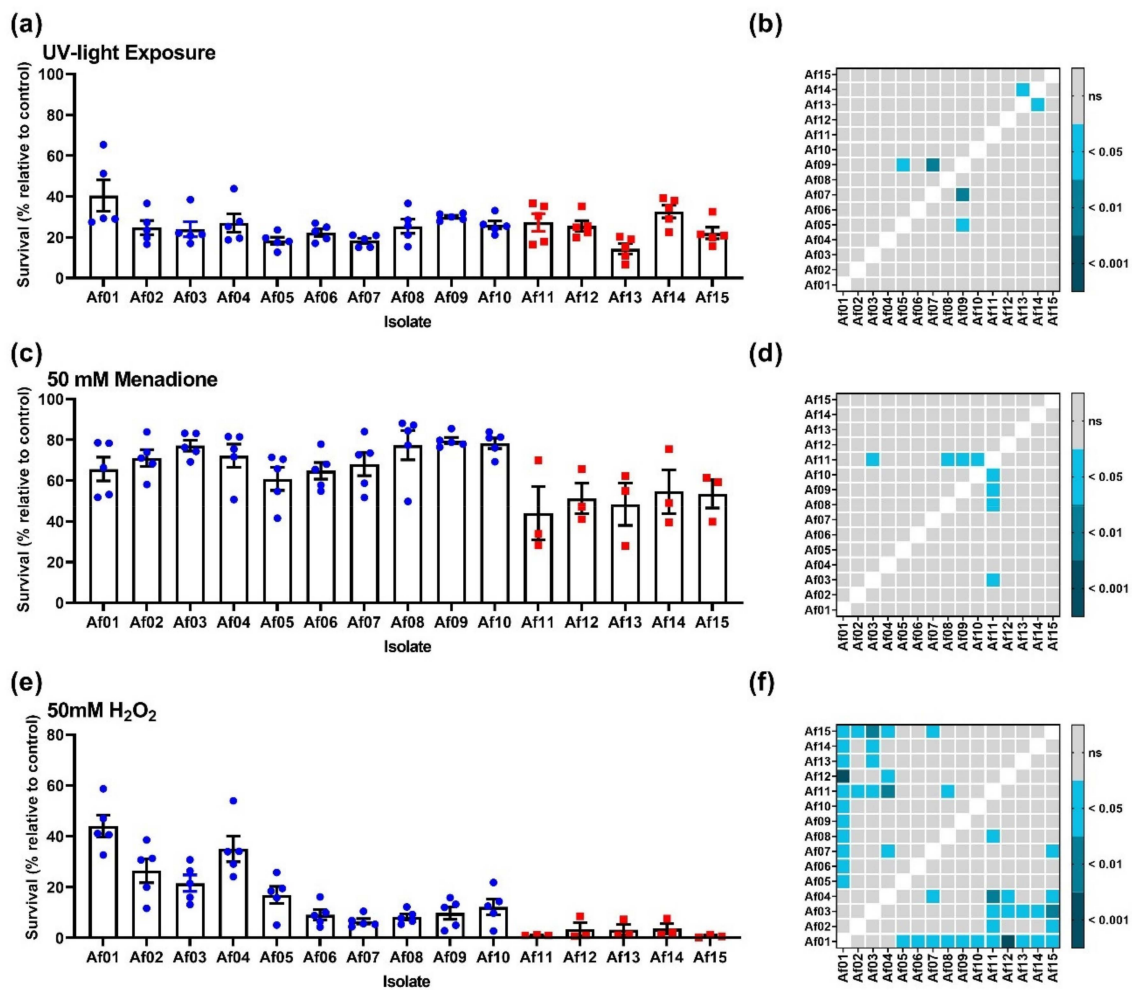 (a)
UV-light Exposure
Survival (% relative to control)
100
80
60
40
20
0
Af01 Af02 Af03 Af04 Af05 Af06 Af07 Af08 Af09 Af10 Af11 Af12 Af13 Af14 Af15
Isolate
(b)
Af15
Af14
Af13
Af12
Af11
Af10
Af09
Af08
Af07
Af06
Af05
Af04
Af03
Af02
Af01
Af01 Af02 Af03 Af04 Af05 Af06 Af07 Af08 Af09 Af10 Af11 Af12 Af13 Af14 Af15
ns
< 0.05
< 0.01
< 0.001
(c)
50 mM Menadione
Survival (% relative to control)
100
80
60
40
20
0
Af01 Af02 Af03 Af04 Af05 Af06 Af07 Af08 Af09 Af10 Af11 Af12 Af13 Af14 Af15
(d)
Af15
Af14
Af13
Af12
Af11
Af10
Af09
Af08
Af07
Af06
Af05
Af04
Af03
Af02
Af01
Af01 Af02 Af03 Af04 Af05 Af06 Af07 Af08 Af09 Af10 Af11 Af12 Af13 Af14 Af15
ns
< 0.05
< 0.01
< 0.001
(e)
50mM H₂O₂
Survival (% relative to control)
80
60
40
20
0
Af01 Af02 Af03 Af04 Af05 Af06 Af07 Af08 Af09 Af10 Af11 Af12 Af13 Af14 Af15
(f)
Af15
Af14
Af13
Af12
Af11
Af10
Af09
Af08
Af07
Af06
Af05
Af04
Af03
Af02
Af01
Af01 Af02 Af03 Af04 Af05 Af06 Af07 Af08 Af09 Af10 Af11 Af12 Af13 Af14 Af15
ns
< 0.05
< 0.01
< 0.001